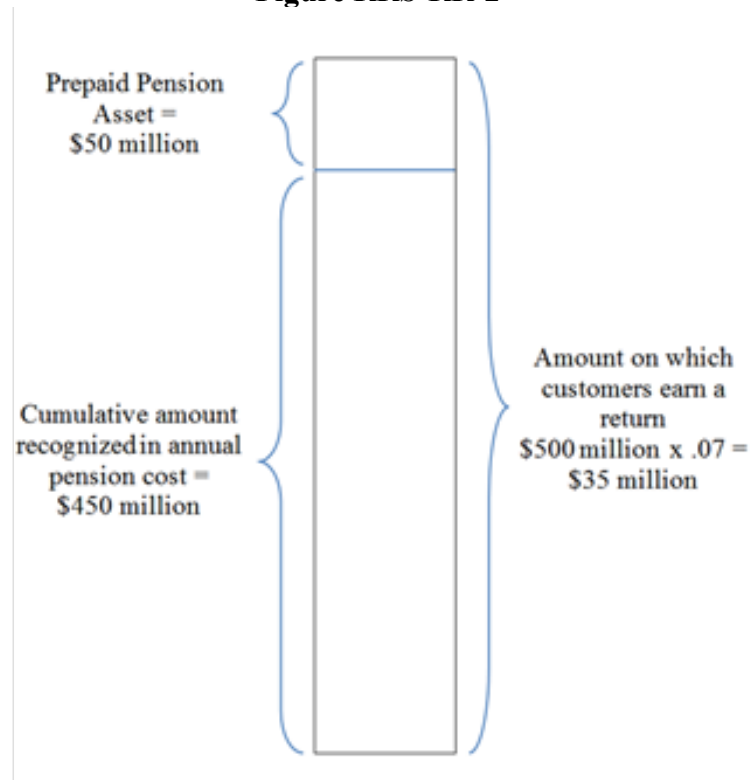 Prepaid Pension
Asset =
$50 million
Cumulative amount
recognized in annual
pension cost =
$450 million
Amount on which
customers earn a
return
$500 million x .07 =
$35 million